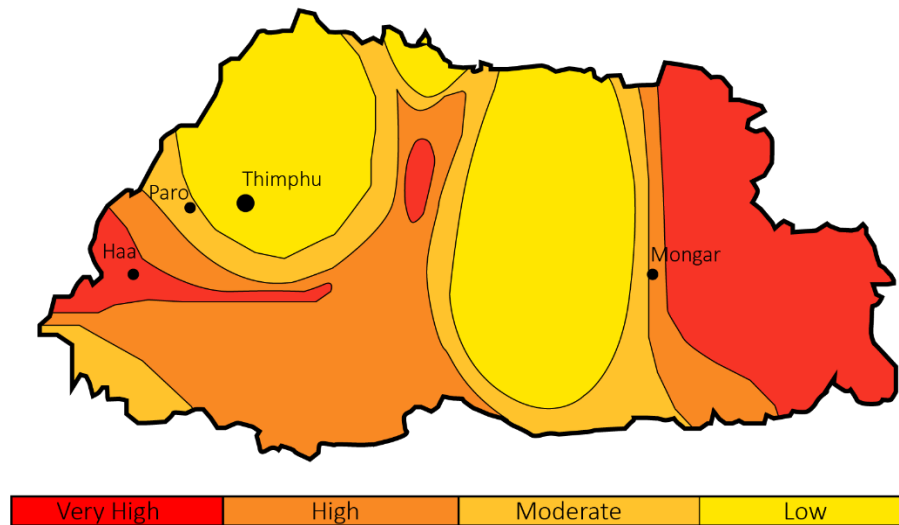 Thimphu
Paro
Haa
Mongar
Very High
High
Moderate
Low